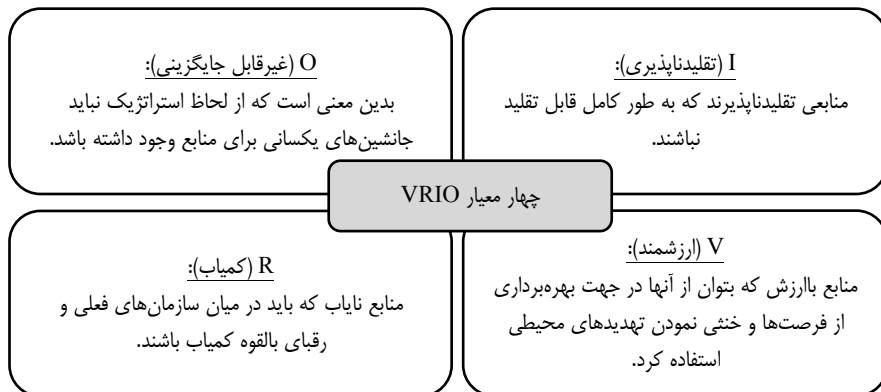 I (تقلیدناپذیری):
منابعی تقلیدناپذیرند که به طور کامل قابل تقلید
نباشند.
O (غیرقابل جایگزینی):
بدین معنی است که از لحاظ استراتژیک نباید
جانشین‌های یکسانی برای منابع وجود داشته باشد.
چهار معیار VRIO
V (ارزشمند):
منابع باارزش که بتوان از آنها در جهت بهره‌برداری
از فرصت‌ها و خنثی نمودن تهدیدهای محیطی
استفاده کرد.
R (کمیاب):
منابع نایاب که باید در میان سازمان‌های فعلی و
رقبای بالقوه کمیاب باشند.